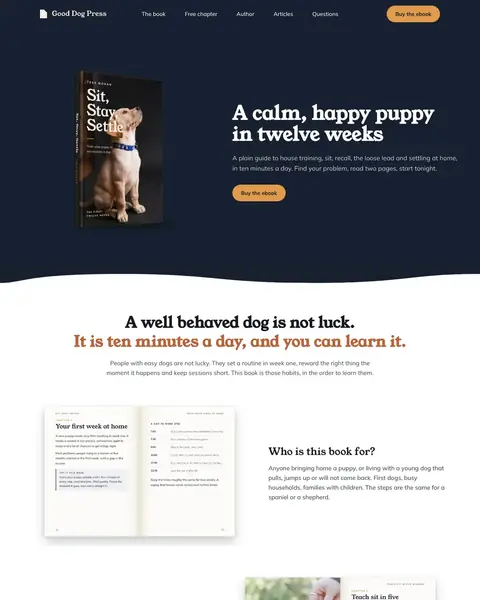 Good Dog Press
The book
Free chapter
Author
Articles
Questions
Buy the ebook
Sit,
Stay,
Settle
A calm, happy puppy
in twelve weeks
A plain guide to house training, sit, recall, the loose lead and settling at home,
in ten minutes a day. Find your problem, read two pages, start tonight.
Buy the ebook
A well behaved dog is not luck.
It is ten minutes a day, and you can learn it.
People with easy dogs are not lucky. They set a routine in week one, reward the right thing the
moment it happens and keep sessions short. This book is those habits, in the order to learn them.
Your first week at home
Who is this book for?
Anyone bringing home a puppy, or living with a young dog that
pulls, jumps up or will not come back. First dogs, busy
households, families with children. The steps are the same for a
spaniel or a shepherd.
Teach sit in five